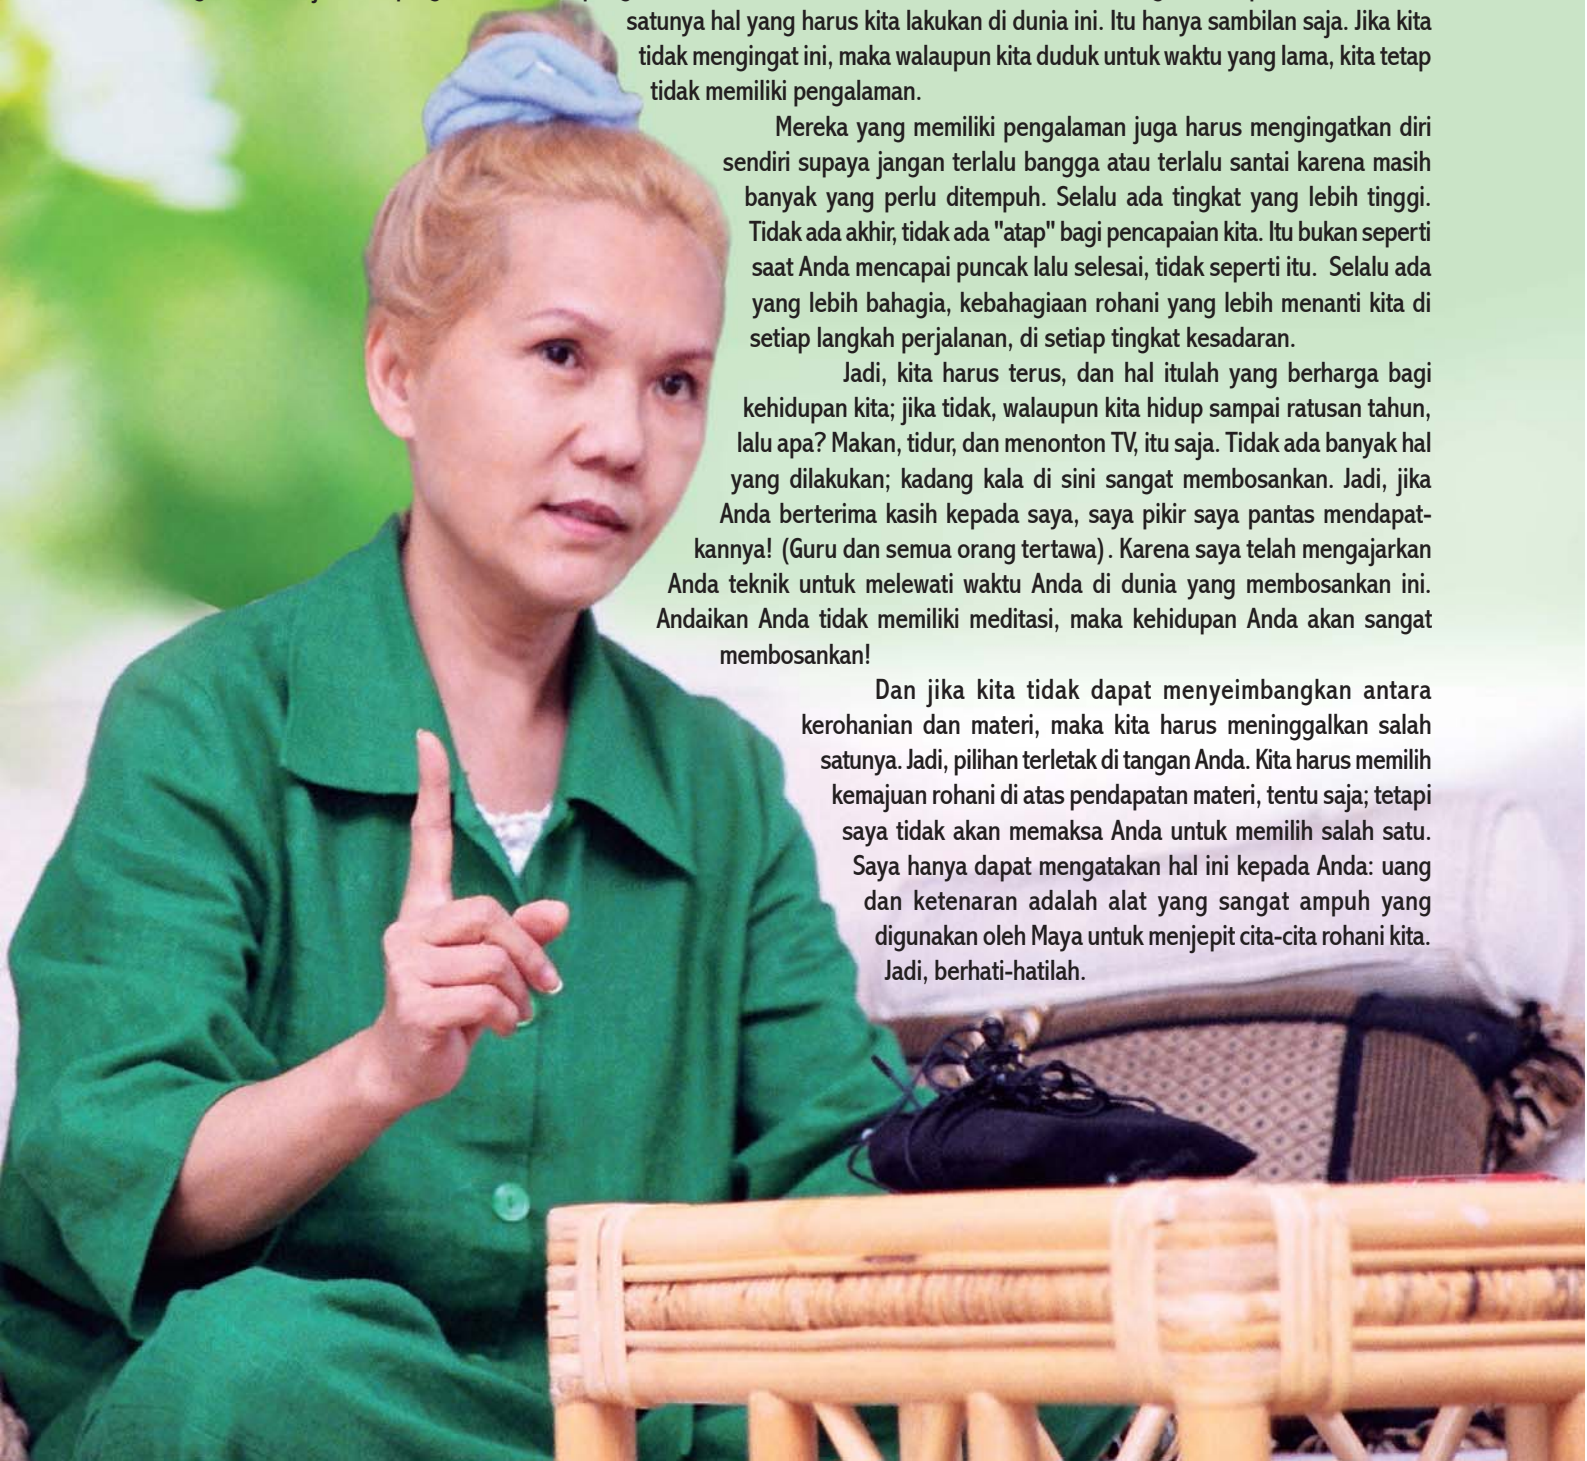 satunya hal yang harus kita lakukan di dunia ini. Itu hanya sambilan saja. Jika kita
tidak mengingat ini, maka walaupun kita duduk untuk waktu yang lama, kita tetap
tidak memiliki pengalaman.
Mereka yang memiliki pengalaman juga harus mengingatkan diri
sendiri supaya jangan terlalu bangga atau terlalu santai karena masih
banyak yang perlu ditempuh. Selalu ada tingkat yang lebih tinggi.
Tidak ada akhir, tidak ada "atap" bagi pencapaian kita. Itu bukan seperti
saat Anda mencapai puncak lalu selesai, tidak seperti itu. Selalu ada
yang lebih bahagia, kebahagiaan rohani yang lebih menanti kita di
setiap langkah perjalanan, di setiap tingkat kesadaran.
Jadi, kita harus terus, dan hal itulah yang berharga bagi
kehidupan kita; jika tidak, walaupun kita hidup sampai ratusan tahun,
lalu apa? Makan, tidur, dan menonton TV, itu saja. Tidak ada banyak hal
yang dilakukan; kadang kala di sini sangat membosankan. Jadi, jika
Anda berterima kasih kepada saya, saya pikir saya pantas mendapat-
kannya! (Guru dan semua orang tertawa). Karena saya telah mengajarkan
Anda teknik untuk melewati waktu Anda di dunia yang membosankan ini.
Andaikan Anda tidak memiliki meditasi, maka kehidupan Anda akan sangat
membosankan!
Dan jika kita tidak dapat menyeimbangkan antara
kerohanian dan materi, maka kita harus meninggalkan salah
satunya. Jadi, pilihan terletak di tangan Anda. Kita harus memilih
kemajuan rohani di atas pendapatan materi, tentu saja; tetapi
saya tidak akan memaksa Anda untuk memilih salah satu.
Saya hanya dapat mengatakan hal ini kepada Anda: uang
dan ketenaran adalah alat yang sangat ampuh yang
digunakan oleh Maya untuk menjepit cita-cita rohani kita.
Jadi, berhati-hatilah.